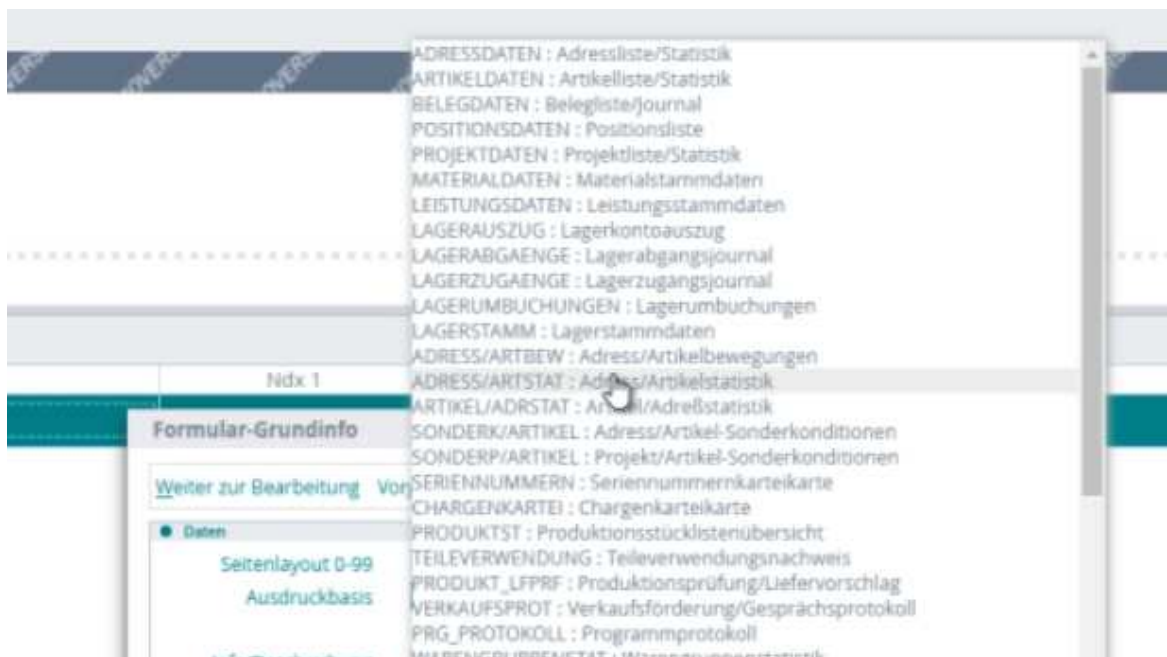 ADRESSDATEN : Adressliste/Statistik
ARTIKELDATEN : Artikelliste/Statistik
BELEGDATEN : Belegliste/Journal
POSITIONSDATEN : Positionsliste
PROJEKTDATEN : Projektliste/Statistik
MATERIALDATEN : Materialstammdaten
LEISTUNGSDATEN : Leistungsstammdaten
LAGERAUSZUG : Lagerkontoauszug
LAGERABGAENGE : Lagerabgangsjournal
LAGERZUGAENGE : Lagerzugangsjournal
LAGERUMBUCHUNGEN : Lagerumbuchungen
LAGERSTAMM : Lagerstammdaten
ADRESS/ARTBEW : Adress/Artikelbewegungen
Ndx 1
ADRESS/ARTSTAT : Adress/Artikelstatistik
ARTIKEL/ADRSTAT : Artikel/Adreßstatistik
Formular-Grundinfo
SONDERK/ARTIKEL : Adress/Artikel-Sonderkonditionen
SONDERP/ARTIKEL : Projekt/Artikel-Sonderkonditionen
Weiter zur Bearbeitung
SERIENNUMMERN : Seriennummernkarteikarte
CHARGENKARTEI : Chargenkarteikarte
Daten
PRODUKTST : Produktionsstücklistenübersicht
Seitenlayout 0-99
TEILEVERWENDUNG : Teileverwendungsnachweis
PRODUKT_LFPRF : Produktionsprüfung/Liefervorschlag
Ausdruckbasis
VERKAUFSPROT : Verkaufsförderung/Gesprächsprotokoll
PRG_PROTOKOLL : Programmprotokoll